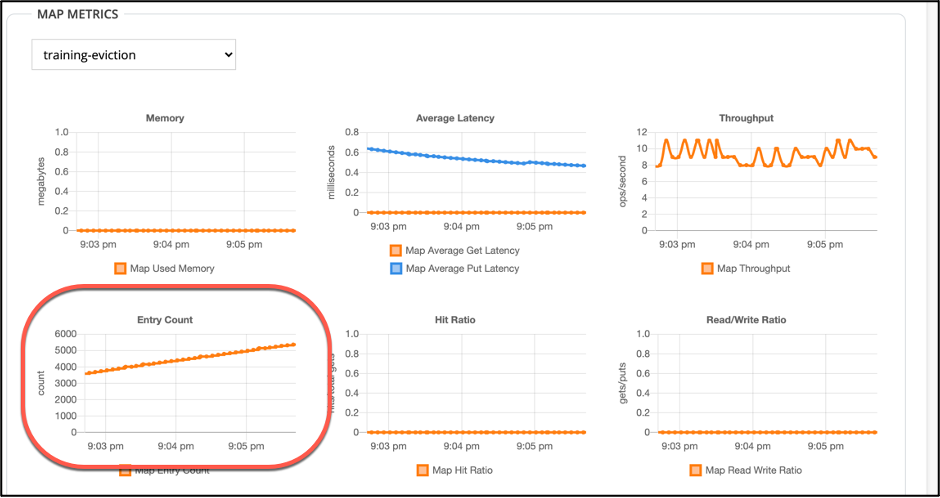 MAP METRICS
training-eviction
Memory
1.0
0.8
0.6
0.4
0.2
0
megabytes
9:03 pm 9:04 pm 9:05 pm
Map Used Memory
Average Latency
0.8
0.6
0.4
0.2
0
milliseconds
9:03 pm 9:04 pm 9:05 pm
Map Average Get Latency
Map Average Put Latency
Throughput
12
10
8
6
4
2
0
ops/second
9:03 pm 9:04 pm 9:05 pm
Map Throughput
Entry Count
6000
5000
4000
3000
2000
1000
0
count
9:03 pm 9:04 pm 9:05 pm
Map Entry Count
Hit Ratio
1.0
0.8
0.6
0.4
0.2
0
hits/total gets
9:03 pm 9:04 pm 9:05 pm
Map Hit Ratio
Read/Write Ratio
1.0
0.8
0.6
0.4
0.2
0
gets/puts
9:03 pm 9:04 pm 9:05 pm
Map Read Write Ratio